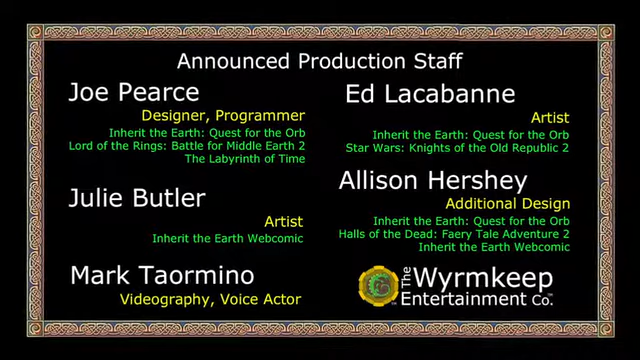 Announced Production Staff
Joe Pearce
Designer, Programmer
Inherit the Earth: Quest for the Orb
Lord of the Rings: Battle for Middle Earth 2
The Labyrinth of Time
Julie Butler
Artist
Inherit the Earth Webcomic
Mark Taormino
Videography, Voice Actor
Ed Lacabanne
Artist
Inherit the Earth: Quest for the Orb
Star Wars: Knights of the Old Republic 2
Allison Hershey
Additional Design
Inherit the Earth: Quest for the Orb
Halls of the Dead: Faery Tale Adventure 2
Inherit the Earth Webcomic
The Wyrmkeep
Entertainment Co.